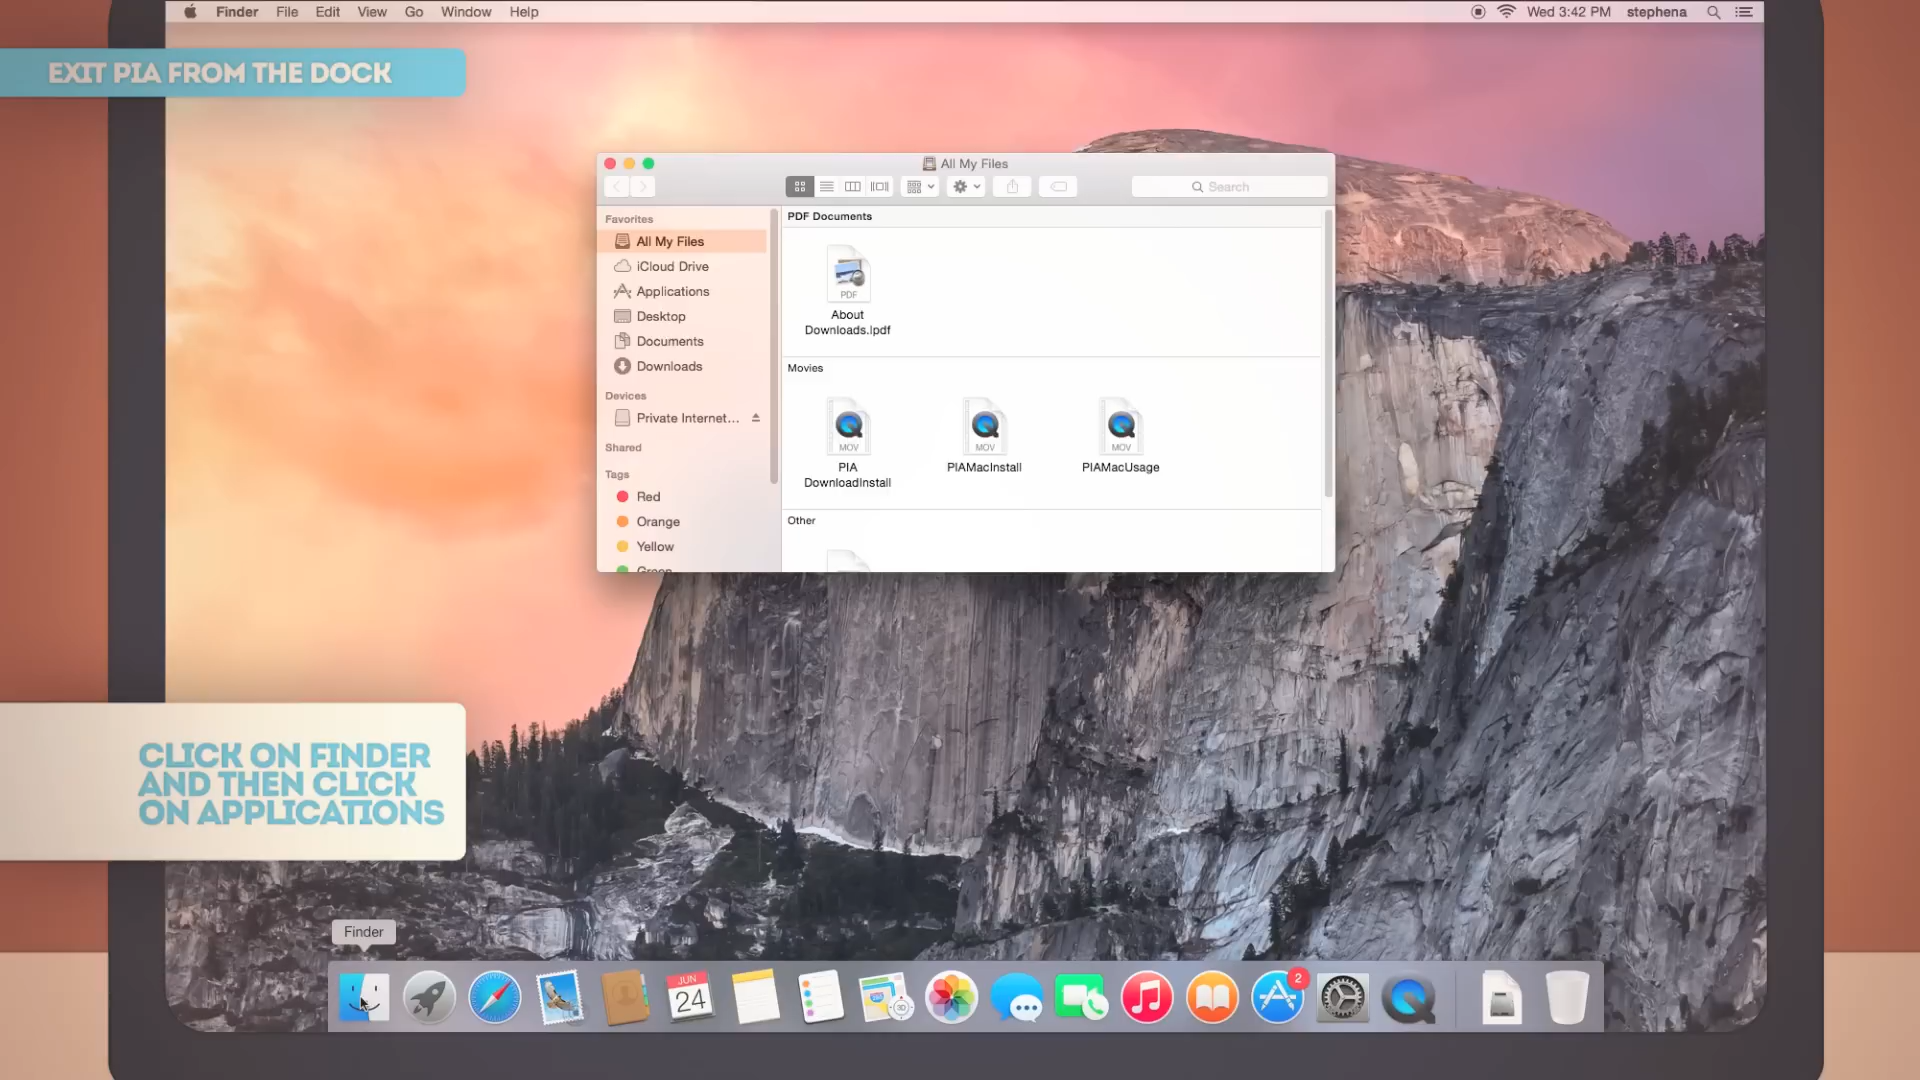 Finder File Edit View Go Window Help
Wed 3:42 PM stephena
EXIT PIA FROM THE DOCK
All My Files
Search
Favorites
All My Files
iCloud Drive
Applications
Desktop
Documents
Downloads
Devices
Private Internet...
Shared
Tags
Red
Orange
Yellow
Green
PDF Documents
PDF
About
Downloads.lpdf
Movies
MOV MOV MOV
PIA
DownloadInstall
PIAMacInstall
PIAMacUsage
Other
CLICK ON FINDER
AND THEN CLICK
ON APPLICATIONS
Finder
JUN
24
3D
2